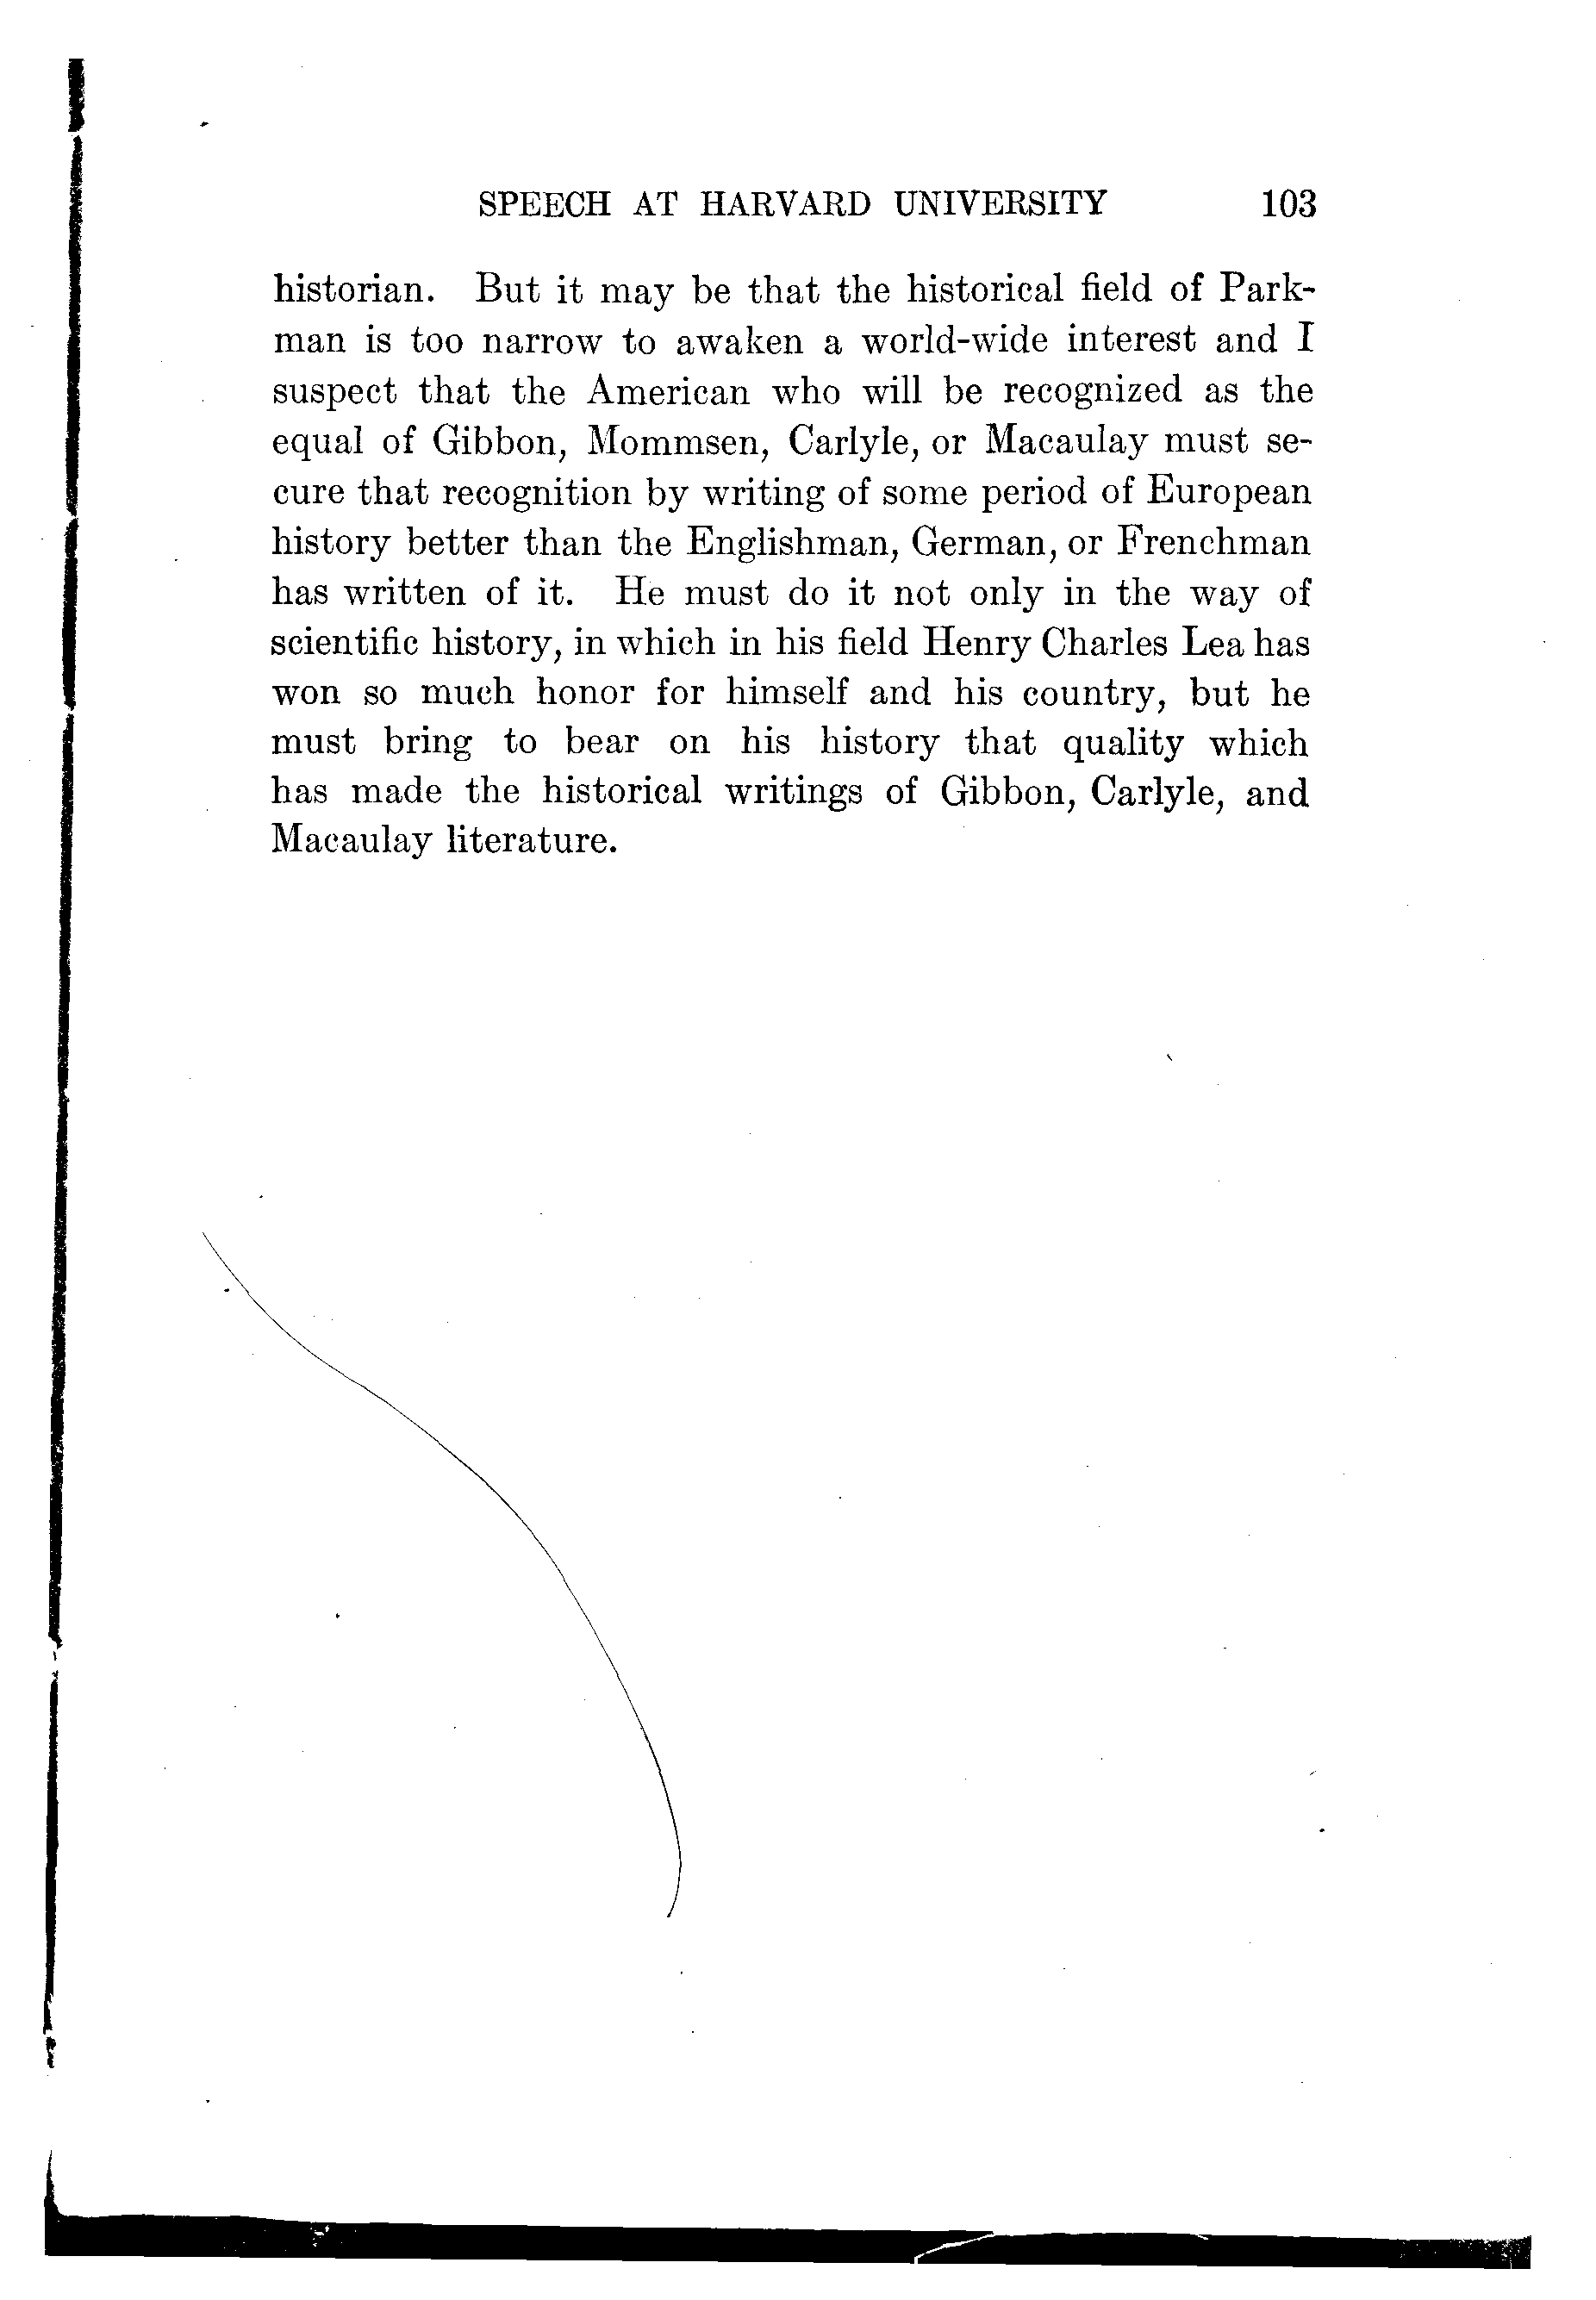 SPEECH AT HARVARD UNIVERSITY 103
historian. But it may be that the historical field of Park-
man is too narrow to awaken a world-wide interest and I
suspect that the American who will be recognized as the
equal of Gibbon, Mommsen, Carlyle, or Macaulay must se-
cure that recognition by writing of some period of European
history better than the Englishman, German, or Frenchman
has written of it. He must do it not only in the way of
scientific history, in which in his field Henry Charles Lea has
won so much honor for himself and his country, but he
must bring to bear on his history that quality which
has made the historical writings of Gibbon, Carlyle, and
Macaulay literature.